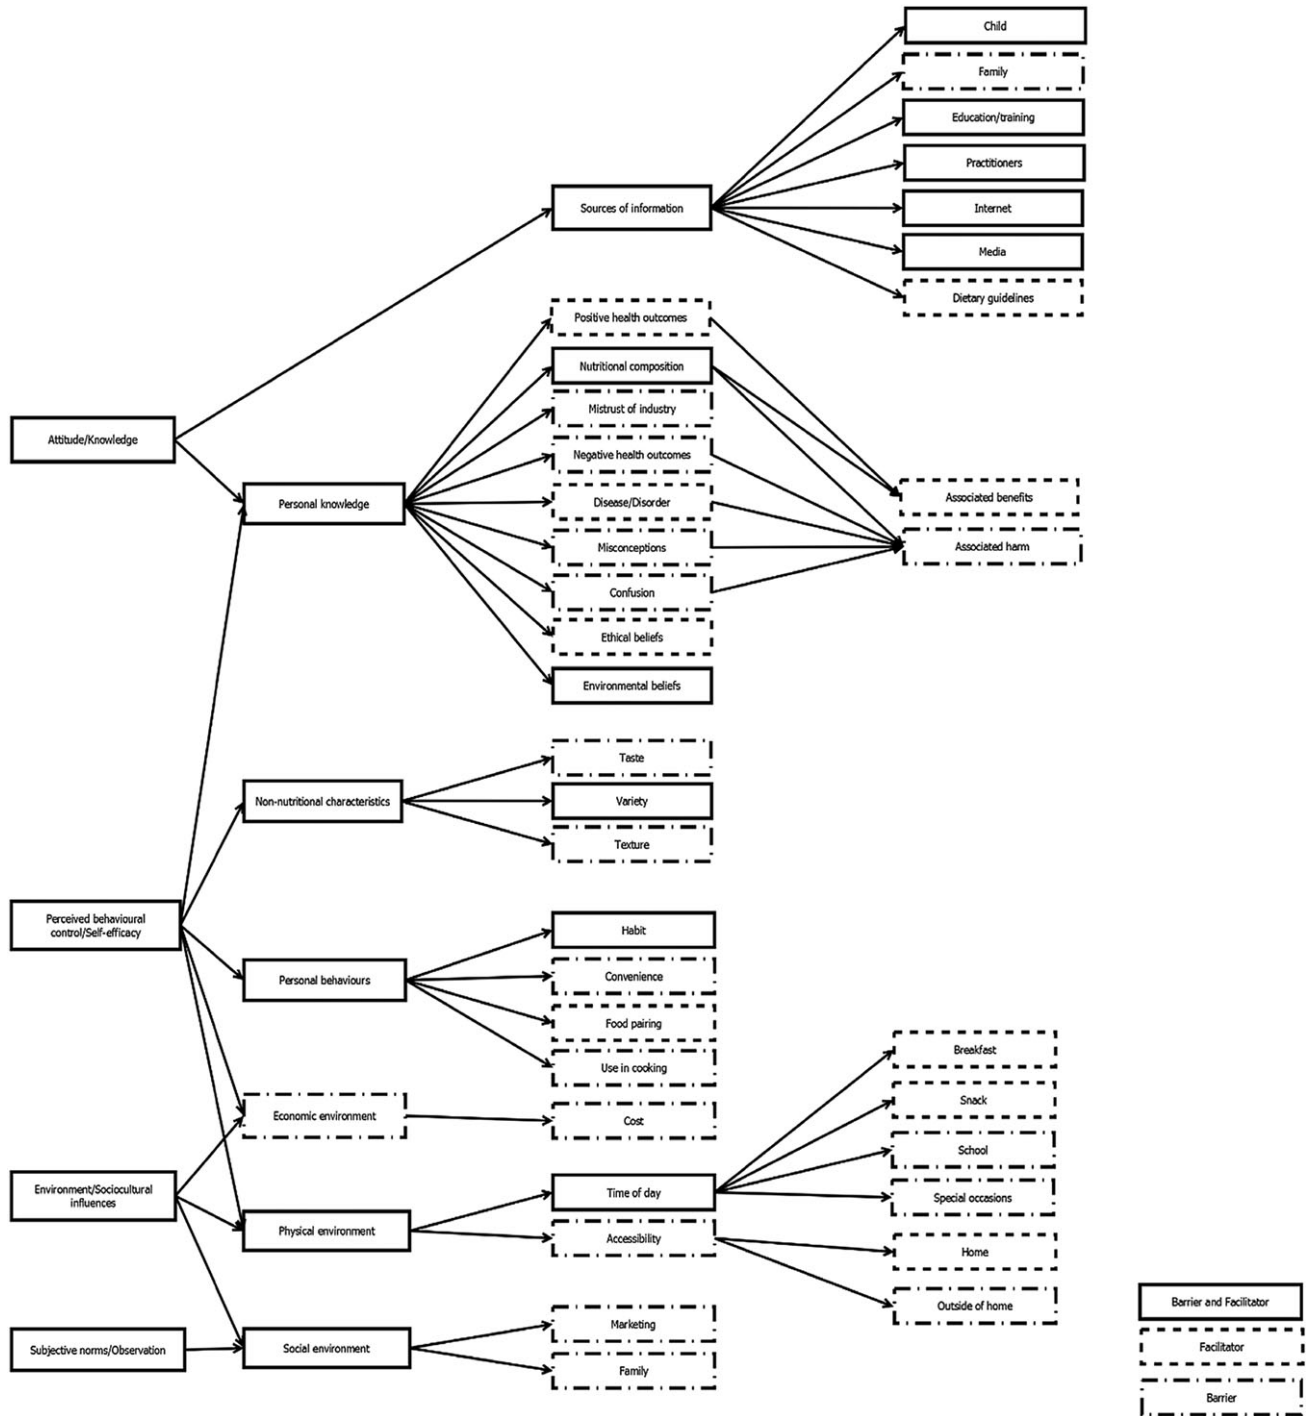 Child
Family
Education/training
Practitioners
Sources of information
Internet
Media
Dietary guidelines
Positive health outcomes
Nutritional composition
Mistrust of industry
Attitude/Knowledge
Negative health outcomes
Personal knowledge
Disease/Disorder
Associated benefits
Misconceptions
Associated harm
Confusion
Ethical beliefs
Environmental beliefs
Taste
Non-nutritional characteristics
Variety
Texture
Perceived behavioural
control/Self-efficacy
Habit
Personal behaviours
Convenience
Food pairing
Use in cooking
Breakfast
Snack
Economic environment
Cost
School
Environment/Sociocultural
influences
Time of day
Special occasions
Physical environment
Accessibility
Home
Outside of home
Marketing
Subjective norms/Observation
Social environment
Family
Barrier and Facilitator
Facilitator
Barrier